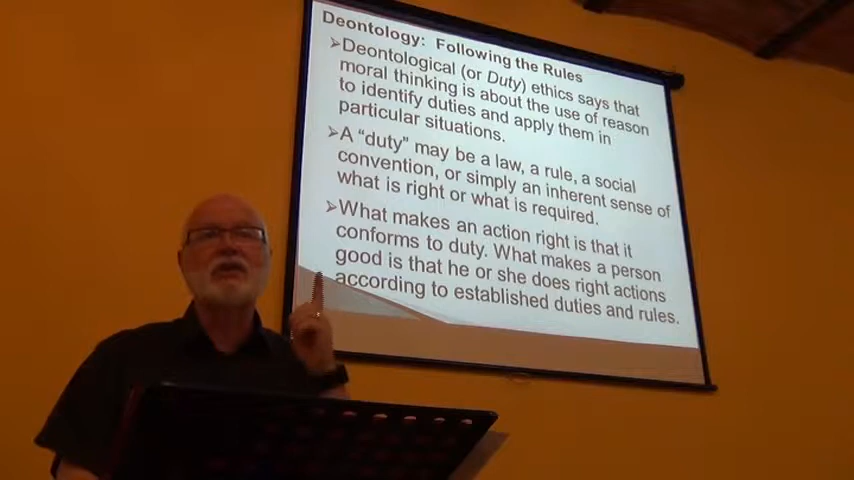 Deontology: Following the Rules
➢Deontological (or Duty) ethics says that
moral thinking is about the use of reason
to identify duties and apply them in
particular situations.
➢A “duty” may be a law, a rule, a social
convention, or simply an inherent sense of
what is right or what is required.
➢What makes an action right is that it
conforms to duty. What makes a person
good is that he or she does right actions
according to established duties and rules.